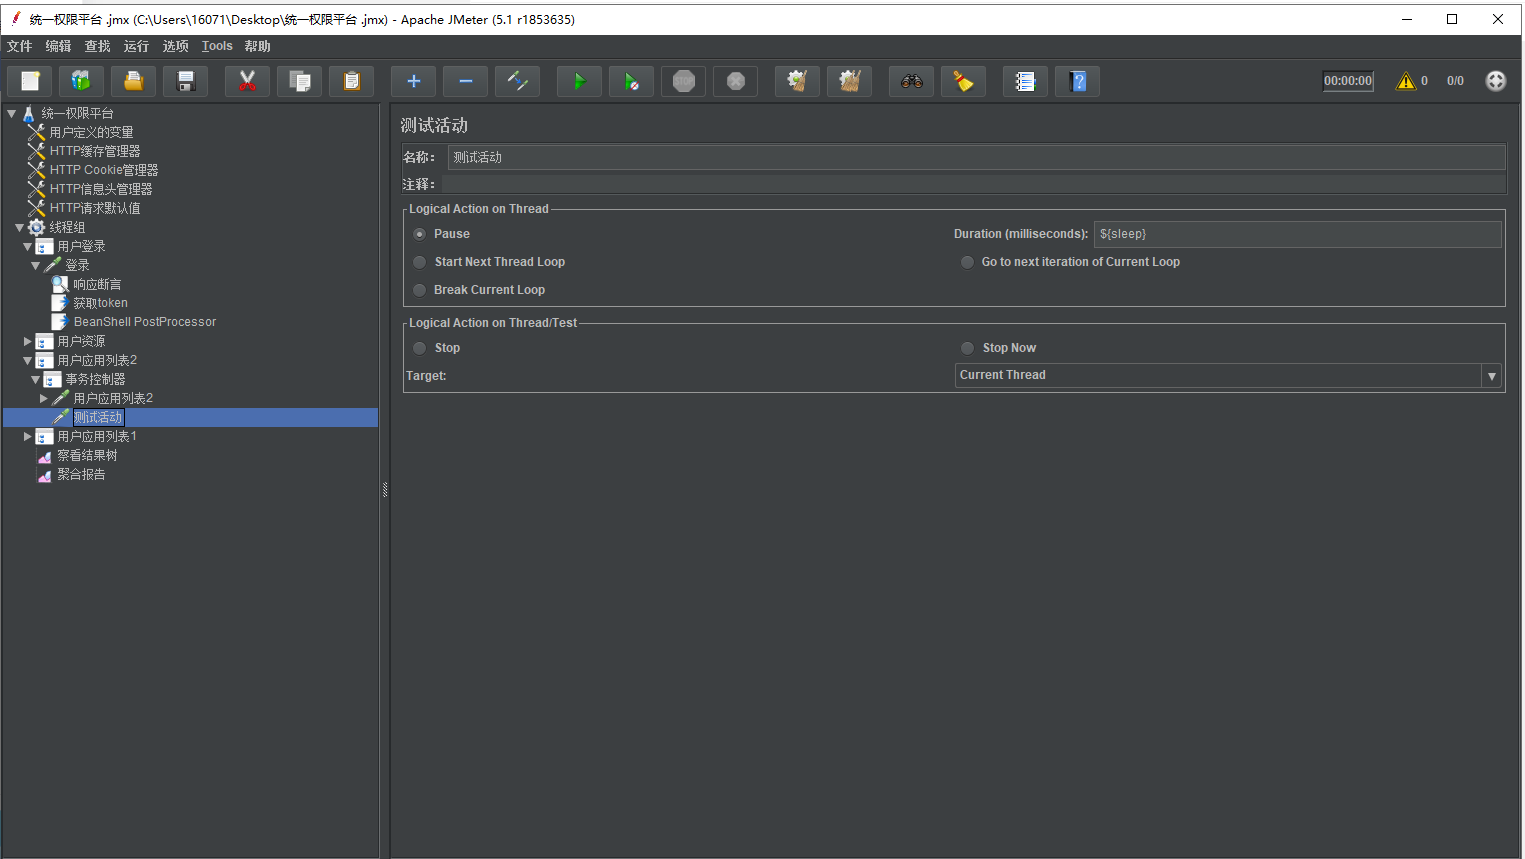 统一权限平台 .jmx (C:\Users\16071\Desktop\统一权限平台 .jmx) - Apache JMeter (5.1 r1853635)
文件 编辑 查找 运行 选项 Tools 帮助
STOP 00:00:00 0 0/0
统一权限平台
用户定义的变量
HTTP缓存管理器
HTTP Cookie管理器
HTTP信息头管理器
HTTP请求默认值
线程组
用户登录
登录
响应断言
获取token
BeanShell PostProcessor
用户资源
用户应用列表2
事务控制器
用户应用列表2
测试活动
用户应用列表1
察看结果树
聚合报告
测试活动
名称： 测试活动
注释：
Logical Action on Thread
Pause Duration (milliseconds): ${sleep}
Start Next Thread Loop Go to next iteration of Current Loop
Break Current Loop
Logical Action on Thread/Test
Stop Stop Now
Target: Current Thread